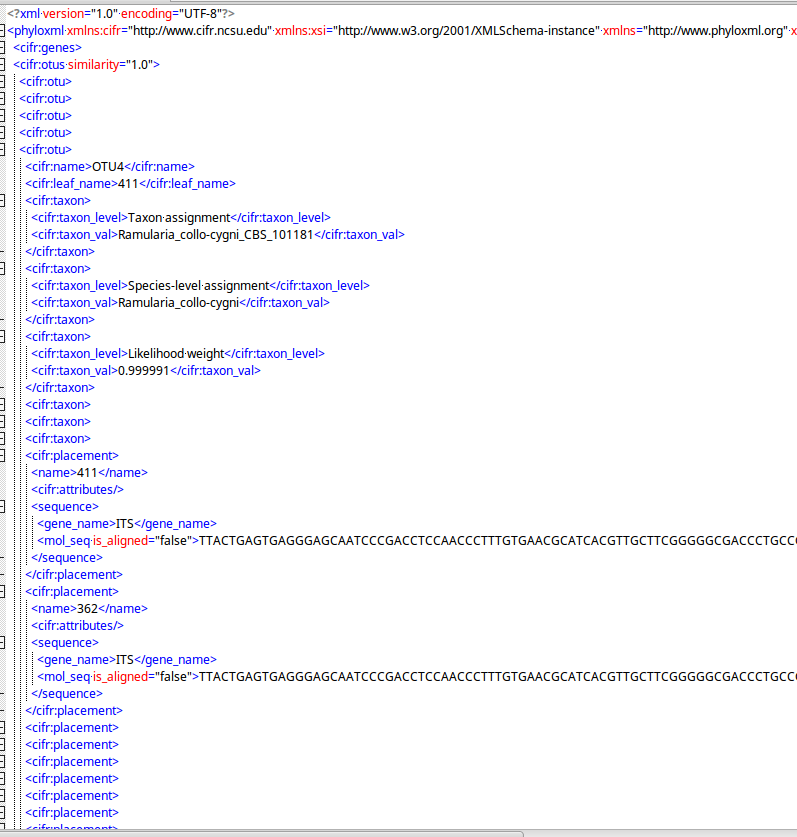 <?xml version="1.0" encoding="UTF-8"?>
<phyloxml xmlns:cifr="http://www.cifr.ncsu.edu" xmlns:xsi="http://www.w3.org/2001/XMLSchema-instance" xmlns="http://www.phyloxml.org" x
<cifr:genes>
<cifr:otus similarity="1.0">
<cifr:otu>
<cifr:otu>
<cifr:otu>
<cifr:otu>
<cifr:otu>
<cifr:name>OTU4</cifr:name>
<cifr:leaf_name>411</cifr:leaf_name>
<cifr:taxon>
<cifr:taxon_level>Taxon assignment</cifr:taxon_level>
<cifr:taxon_val>Ramularia_collo-cygni_CBS_101181</cifr:taxon_val>
</cifr:taxon>
<cifr:taxon>
<cifr:taxon_level>Species-level assignment</cifr:taxon_level>
<cifr:taxon_val>Ramularia_collo-cygni</cifr:taxon_val>
</cifr:taxon>
<cifr:taxon>
<cifr:taxon_level>Likelihood weight</cifr:taxon_level>
<cifr:taxon_val>0.999991</cifr:taxon_val>
</cifr:taxon>
<cifr:taxon>
<cifr:taxon>
<cifr:taxon>
<cifr:placement>
<name>411</name>
<cifr:attributes/>
<sequence>
<gene_name>ITS</gene_name>
<mol_seq is_aligned="false">TTACTGAGTGAGGGAGCAATCCCGACCTCCAACCCTTTGTGAACGCATCACGTTGCTTCGGGGGCGACCCTGCC
</sequence>
</cifr:placement>
<cifr:placement>
<name>362</name>
<cifr:attributes/>
<sequence>
<gene_name>ITS</gene_name>
<mol_seq is_aligned="false">TTACTGAGTGAGGGAGCAATCCCGACCTCCAACCCTTTGTGAACGCATCACGTTGCTTCGGGGGCGACCCTGCC
</sequence>
</cifr:placement>
<cifr:placement>
<cifr:placement>
<cifr:placement>
<cifr:placement>
<cifr:placement>
<cifr:placement>
<cifr:placement>